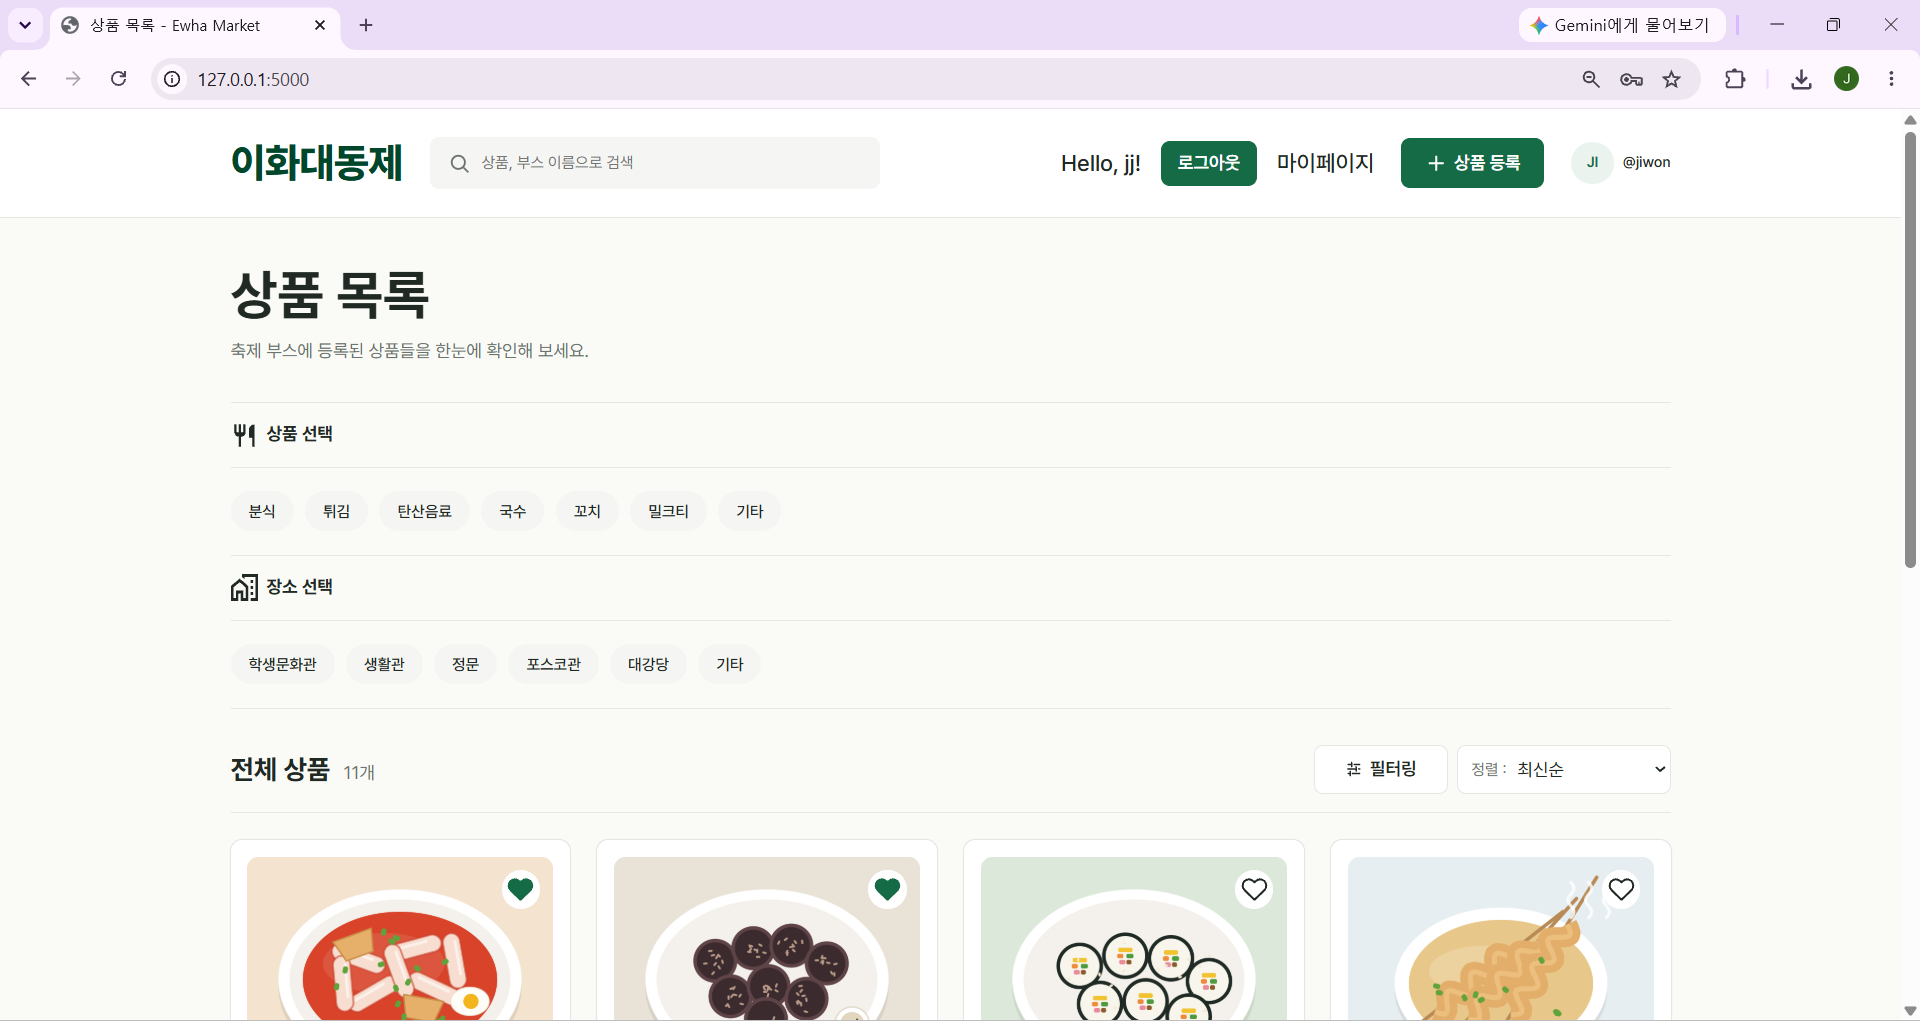 상품 목록 - Ewha Market
Gemini에게 물어보기
127.0.0.1:5000
J
이화대동제
상품, 부스 이름으로 검색
Hello, jj!
로그아웃
마이페이지
+ 상품 등록
JI
@jiwon
상품 목록
축제 부스에 등록된 상품들을 한눈에 확인해 보세요.
상품 선택
분식 튀김 탄산음료 국수 꼬치 밀크티 기타
장소 선택
학생문화관 생활관 정문 포스코관 대강당 기타
전체 상품 11개
필터링
정렬 : 최신순